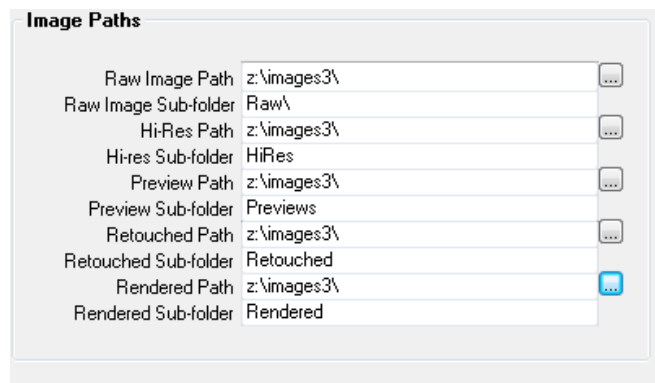 Image Paths
Raw Image Path z:\images3\ ...
Raw Image Sub-folder Raw\
Hi-Res Path z:\images3\ ...
Hi-res Sub-folder HiRes
Preview Path z:\images3\ ...
Preview Sub-folder Previews
Retouched Path z:\images3\ ...
Retouched Sub-folder Retouched
Rendered Path z:\images3\ ...
Rendered Sub-folder Rendered